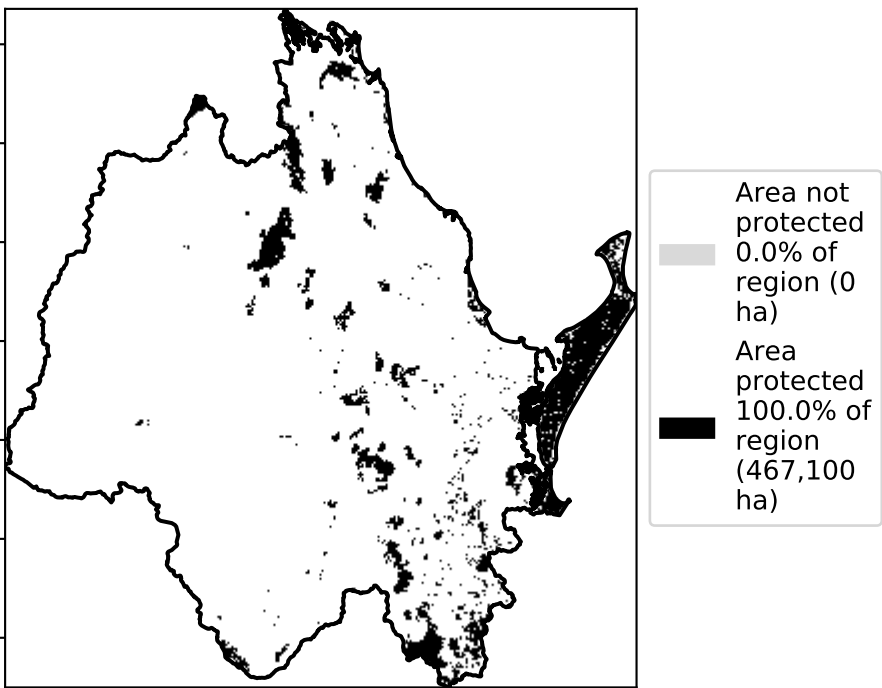 Area not
protected
0.0% of
region (0
ha)
Area
protected
100.0% of
region
(467,100
ha)